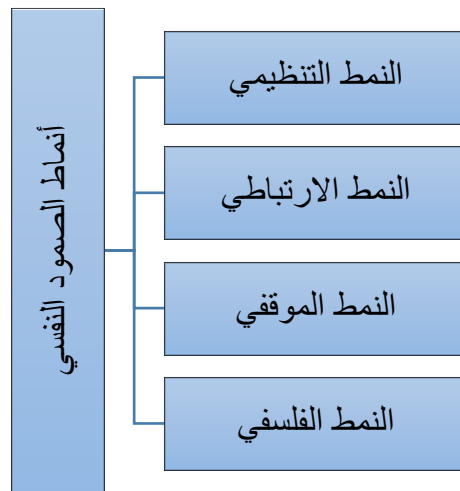 أنماط الصمود النفسي
النمط التنظيمي
النمط الارتباطي
النمط الموقفي
النمط الفلسفي